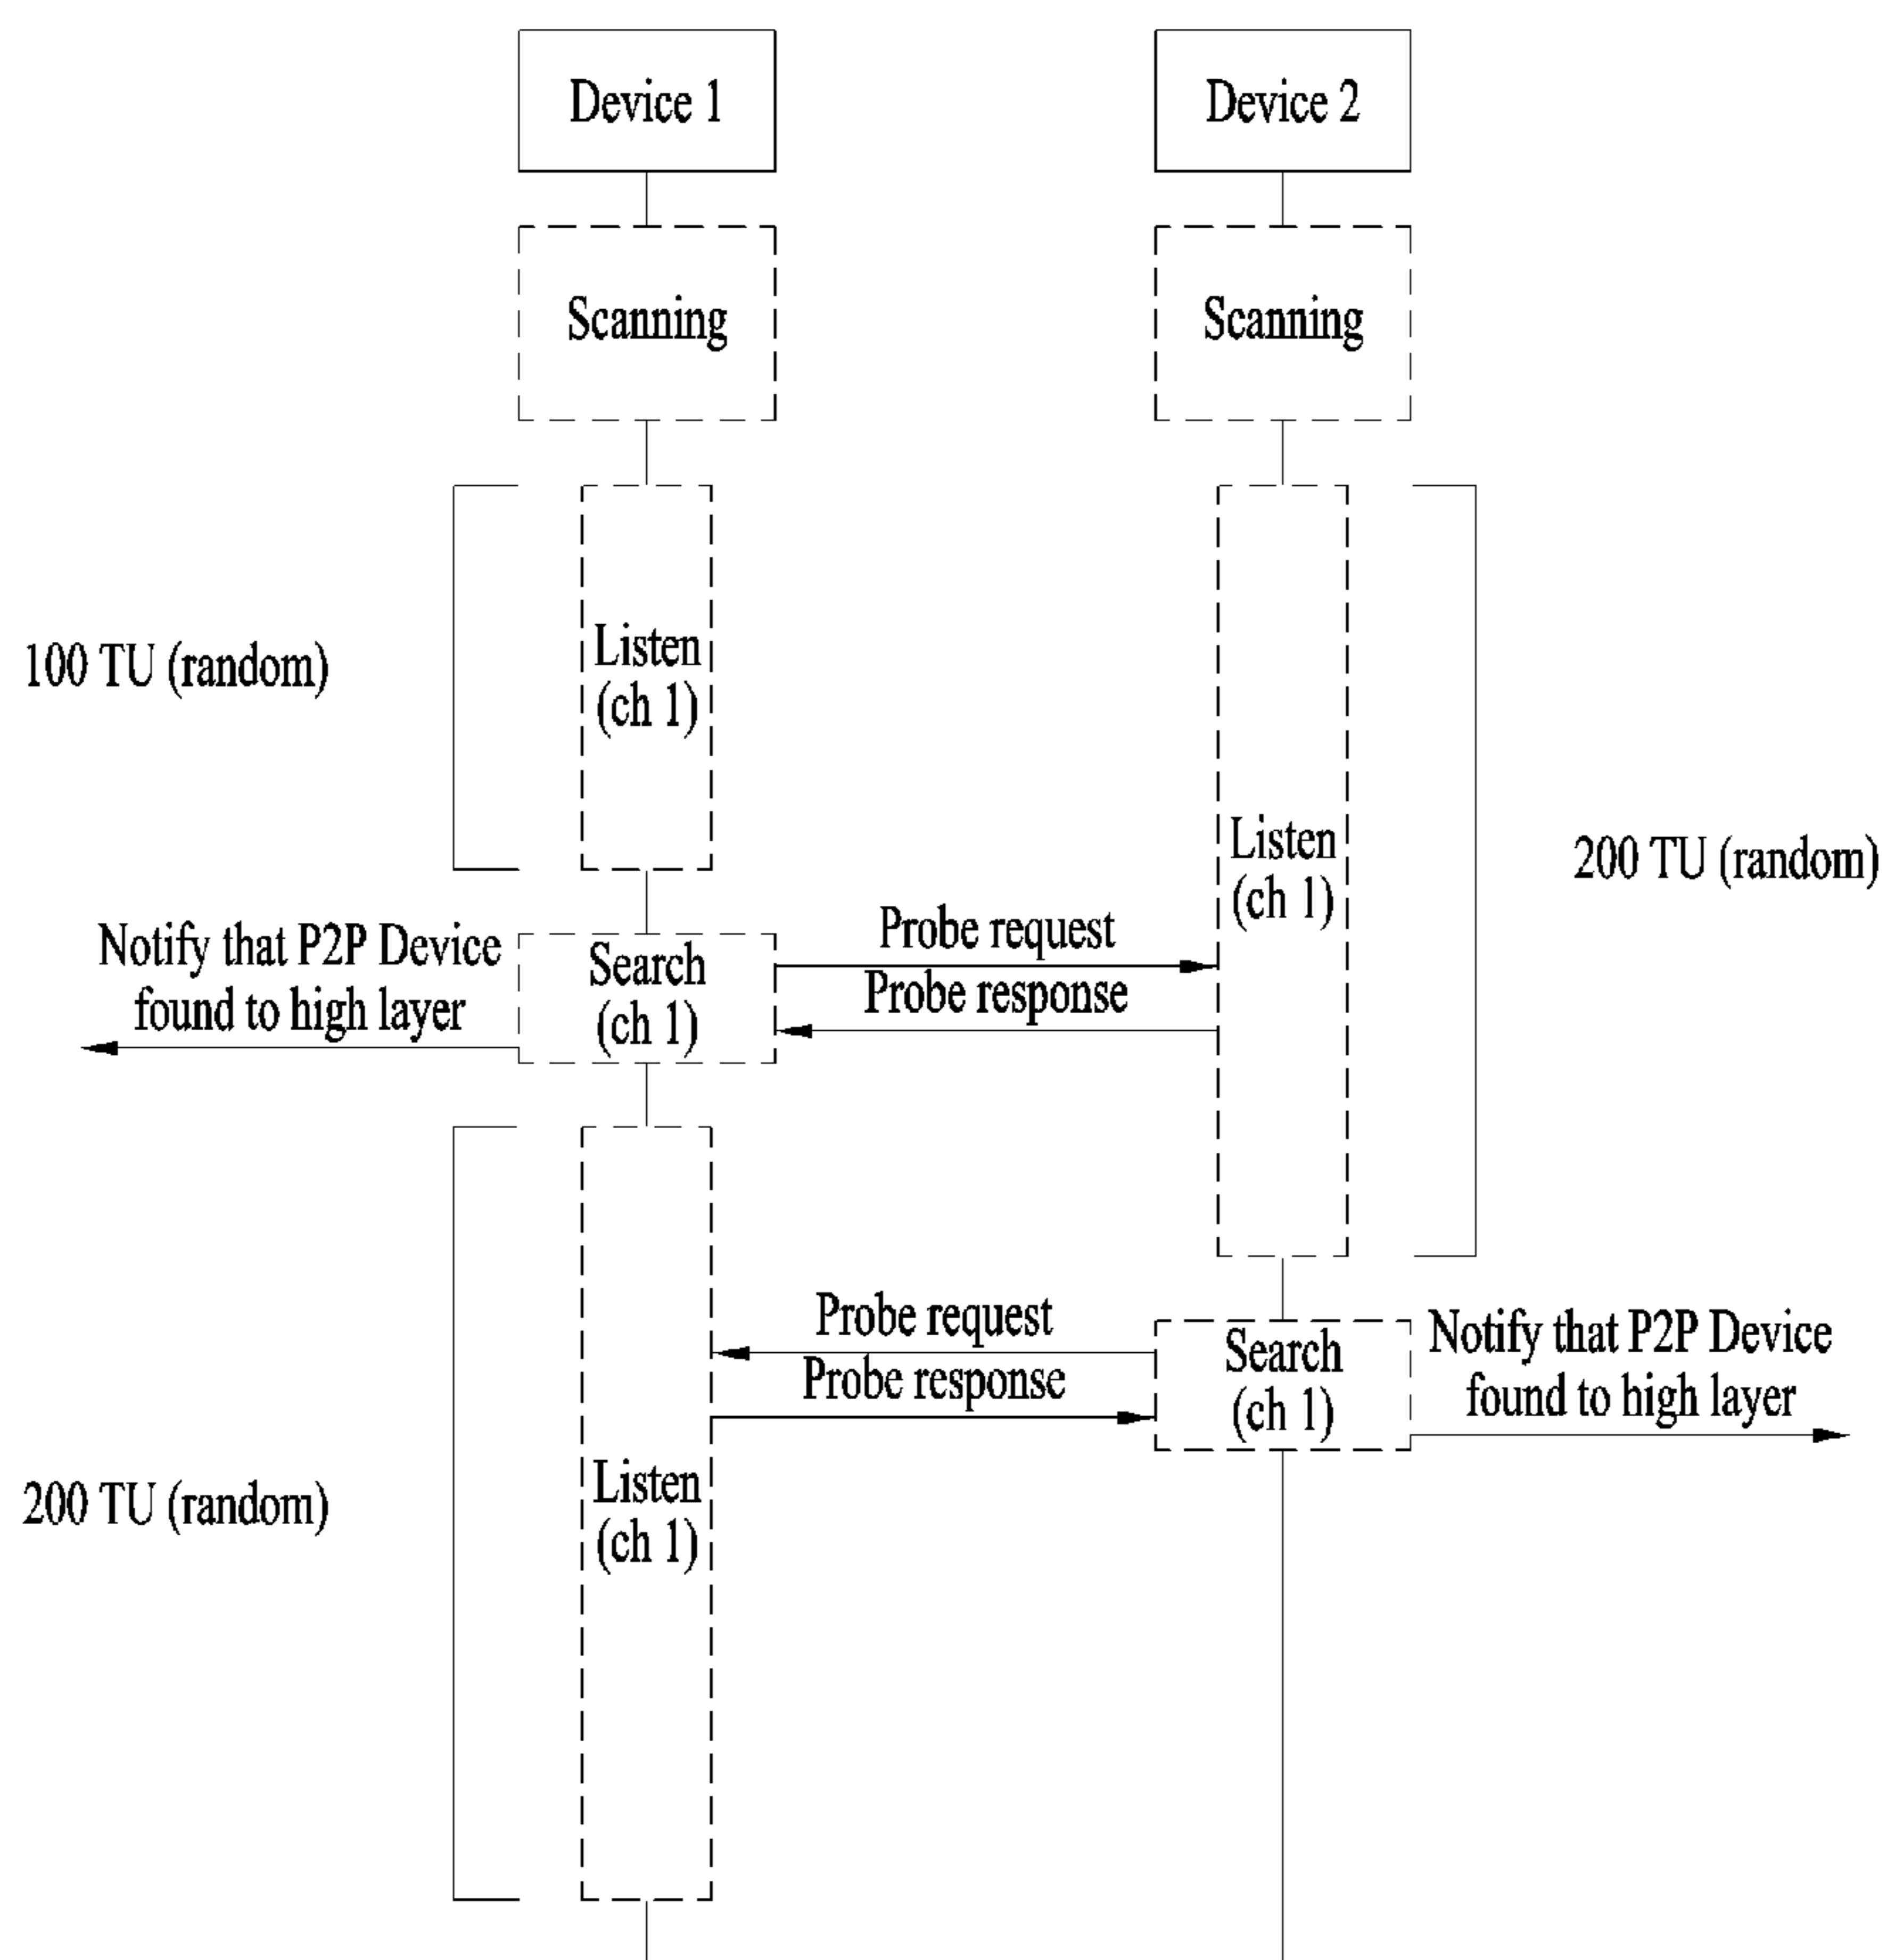 Device 1
Device 2
Scanning
Scanning
100 TU (random)
Listen
(ch 1)
Listen
(ch 1)
200 TU (random)
Notify that P2P Device
found to high layer
Search
(ch 1)
Probe request
Probe response
Probe request
Probe response
Search
(ch 1)
Notify that P2P Device
found to high layer
200 TU (random)
Listen
(ch 1)